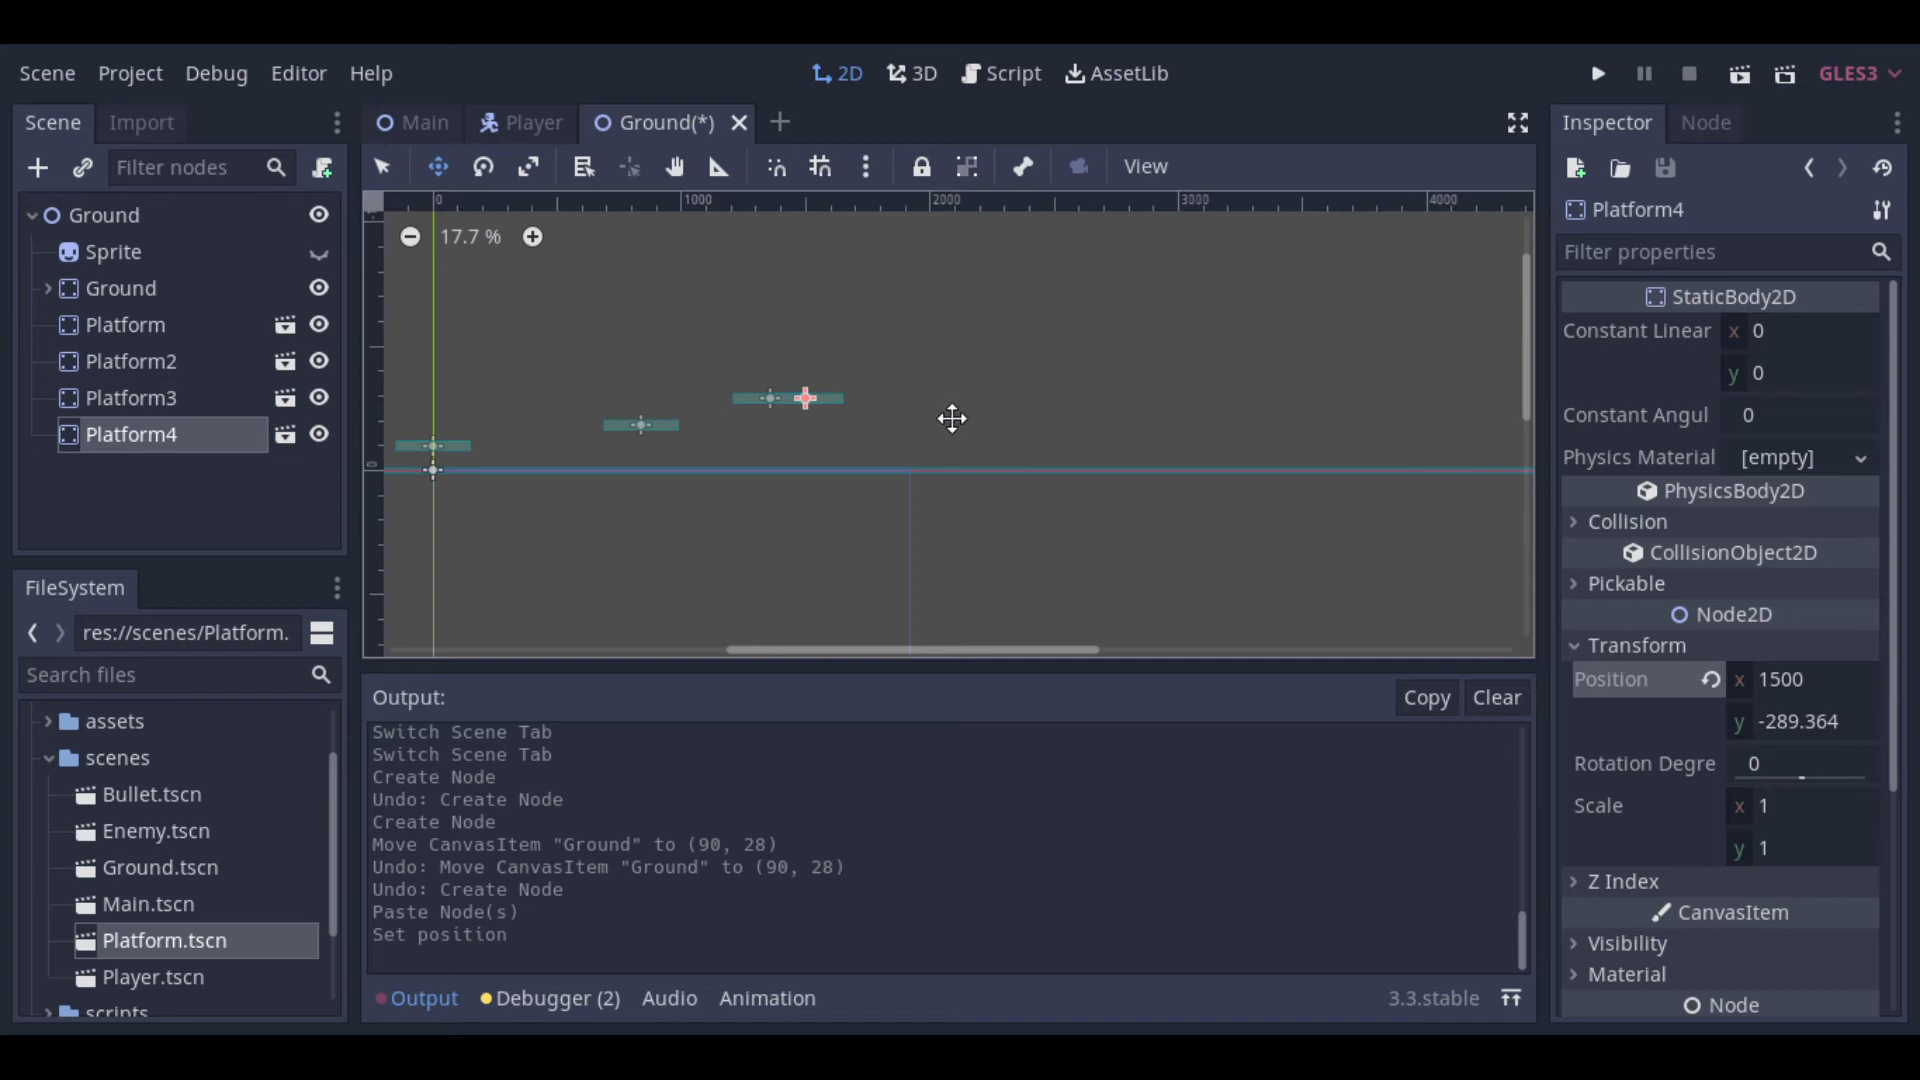 Scene Project Debug Editor Help
2D 3D Script AssetLib
GLES3
Scene Import
Main Player Ground(*)
Inspector Node
Filter nodes
View
Ground
Sprite
Ground
Platform
Platform2
Platform3
Platform4
0 1000 2000 3000 4000
17.7 %
0
Platform4
Filter properties
StaticBody2D
Constant Linear x 0
y 0
Constant Angul 0
Physics Material [empty]
PhysicsBody2D
Collision
CollisionObject2D
Pickable
Node2D
Transform
Position x 1500
y -289.364
Rotation Degre 0
Scale x 1
y 1
Z Index
CanvasItem
Visibility
Material
Node
FileSystem
res://scenes/Platform.
Search files
assets
scenes
Bullet.tscn
Enemy.tscn
Ground.tscn
Main.tscn
Platform.tscn
Player.tscn
scripts
Output: Copy Clear
Switch Scene Tab
Switch Scene Tab
Create Node
Undo: Create Node
Create Node
Move CanvasItem "Ground" to (90, 28)
Undo: Move CanvasItem "Ground" to (90, 28)
Undo: Create Node
Paste Node(s)
Set position
Output Debugger (2) Audio Animation 3.3.stable